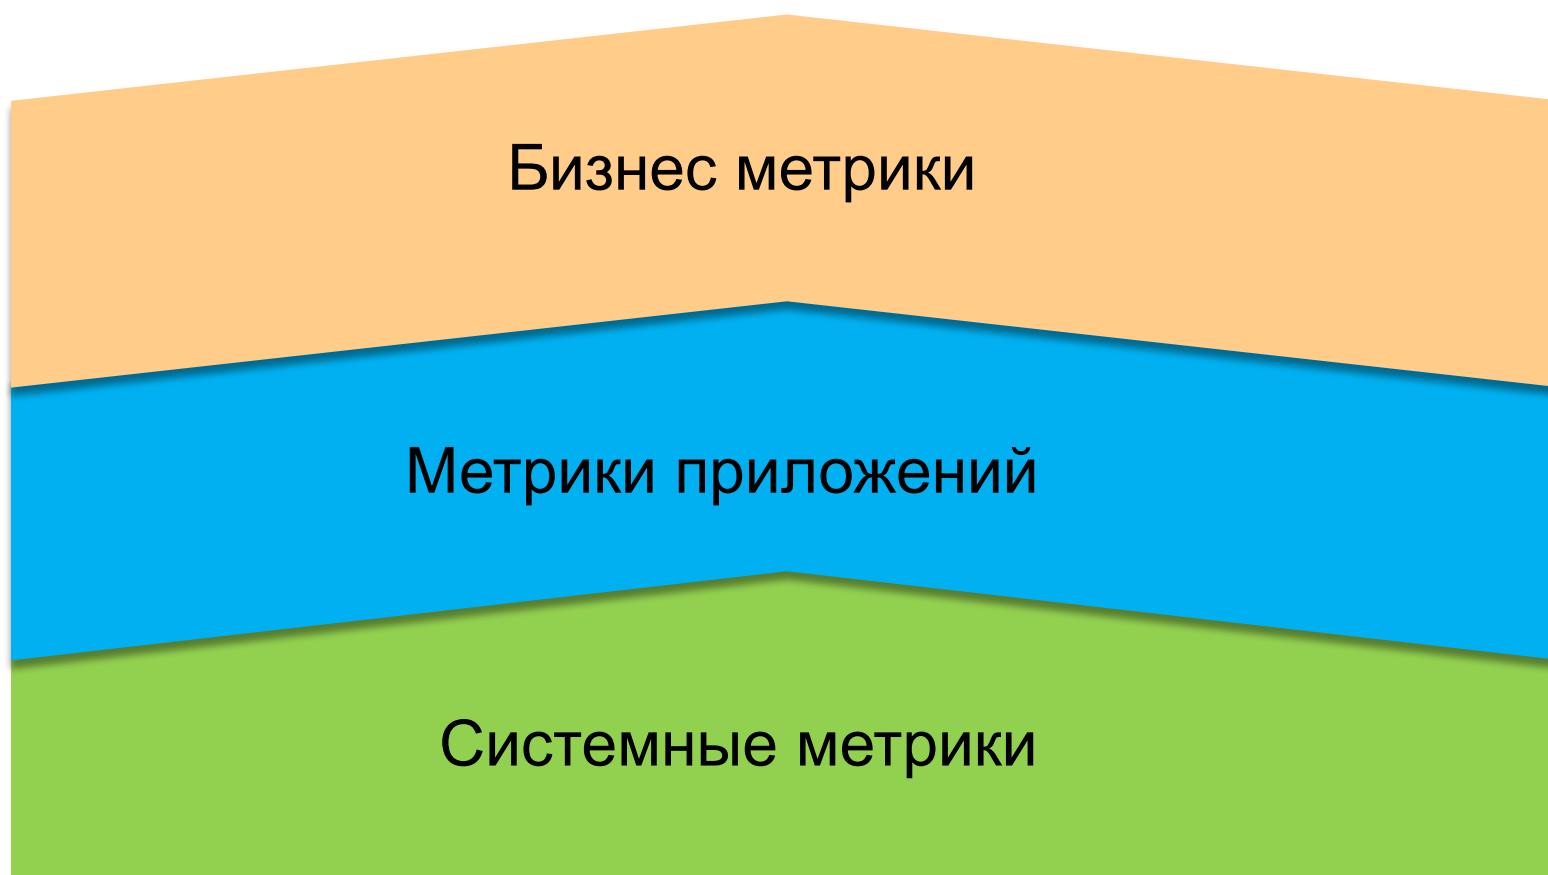 Бизнес метрики
Метрики приложений
Системные метрики